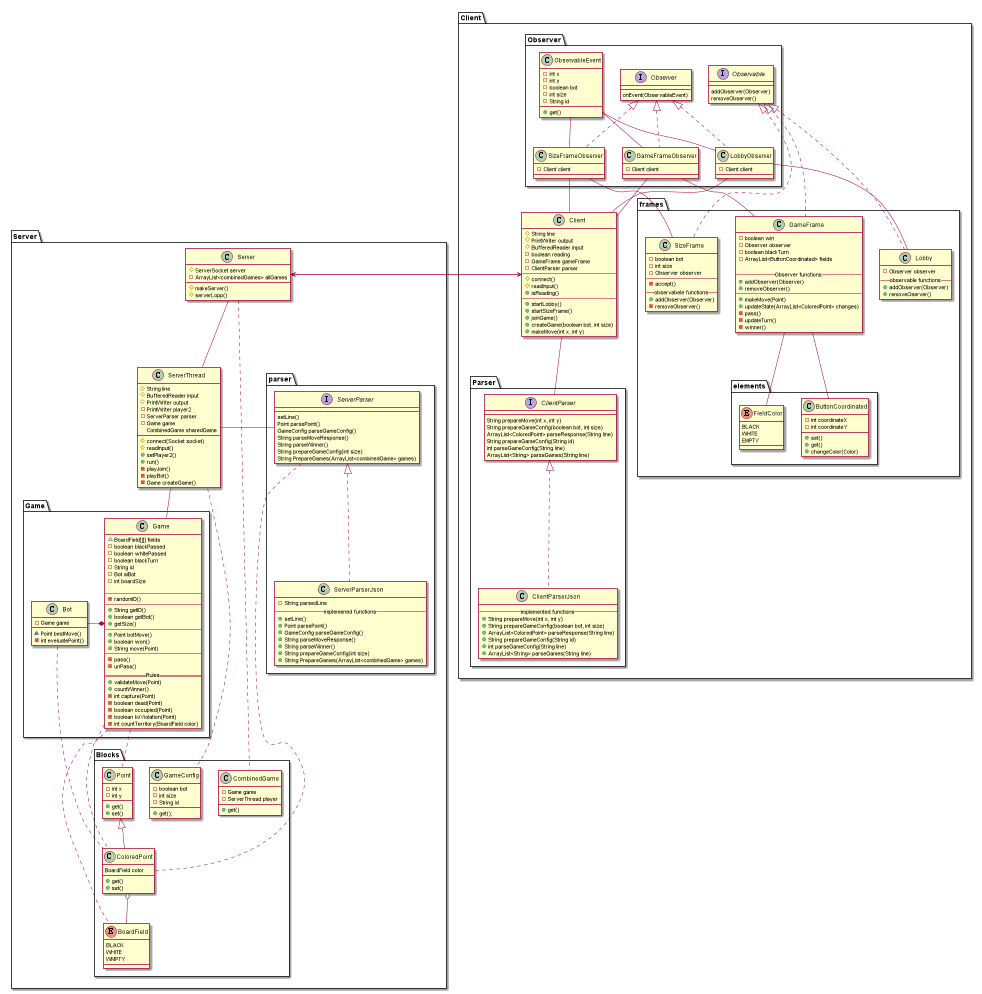 Client
Observer
C ObservableEvent
int x
int y
boolean bot
int size
String id
get()
I Observer
onEvent(ObservableEvent)
I Observable
addObserver(Observer)
removeObserver()
C SizeFrameObserver
Client client
C GameFrameObserver
Client client
C LobbyObserver
Client client
C Client
String line
PrintWriter output
BufferedReader input
boolean reading
GameFrame gameFrame
ClientParser parser
connect()
readInput()
isReading()
startLobby()
startSizeFrame()
joinGame()
createGame(boolean bot, int size)
makeMove(int x, int y)
frames
C SizeFrame
boolean bot
int size
Observer observer
accept()
observavele functions
addObserver(Observer)
removeObserver()
C GameFrame
boolean win
Observer observer
boolean blackTurn
ArrayList<ButtonCoordinated> fields
Observer functions
addObserver(Observer)
removeObserver()
makeMove(Point)
updateState(ArrayList<ColoredPoint> changes)
pass()
updateTurn()
winner()
C Lobby
Observer observer
observable functions
addObserver(Observer)
removeOserver()
elements
E FieldColor
BLACK
WHITE
EMPTY
C ButtonCoordinated
int coordinateX
int coordinateY
set()
get()
changeColor(Color)
Parser
I ClientParser
String prepareMove(int x, int y)
String prepareGameConfig(boolean bot, int size)
ArrayList<ColoredPoint> parseResponse(String line)
String prepareGameConfig(String id)
int parseGameConfig(String line)
ArrayList<String> parseGames(String line)
C ClientParserJson
implemented functions
String prepareMove(int x, int y)
String prepareGameConfig(boolean bot, int size)
ArrayList<ColoredPoint> parseResponse(String line)
String prepareGameConfig(String id)
int parseGameConfig(String line)
ArrayList<String> parseGames(String line)
Server
C Server
ServerSocket server
ArrayList<combinedGames> allGames
makeServer()
serverLopp()
C ServerThread
String line
BufferedReader input
PrintWriter output
PrintWriter player2
ServerParser parser
Game game
CombinedGame sharedGame
connect(Socket socket)
readInput()
setPlayer2()
run()
playJoin()
playBot()
Game createGame()
parser
I ServerParser
setLine()
Point parsePoint()
GameConfig parseGameConfig()
String parseMoveResponse()
String parseWinner()
String prepareGameConfig(int size)
String PrepareGames(ArrayList<combinedGame> games)
C ServerParserJson
String parsedLine
implemened functions
setLine()
Point parsePoint()
GameConfig parseGameConfig()
String parseMoveResponse()
String parseWinner()
String prepareGameConfig(int size)
String PrepareGames(ArrayList<combinedGame> games)
Game
C Game
BoardField[][] fields
boolean blackPassed
boolean whitePassed
boolean blackTurn
String id
Bot aiBot
int boardSize
randomID()
String getID()
boolean getBot()
getSize()
Point botMove()
boolean won()
String move(Point)
pass()
unPass()
Rules
validateMove(Point)
countWinner()
int capture(Point)
boolean dead(Point)
boolean occupied(Point)
boolean koViolation(Point)
int countTerritory(BoardField color)
C Bot
Game game
Point bestMove()
int evaluatePoint()
Blocks
C Point
int x
int y
get()
set()
C GameConfig
boolean bot
int size
String id
get();
C CombinedGame
Game game
ServerThread player
get()
C ColoredPoint
BoardField color
get()
set()
E BoardField
BLACK
WHITE
WMPTY